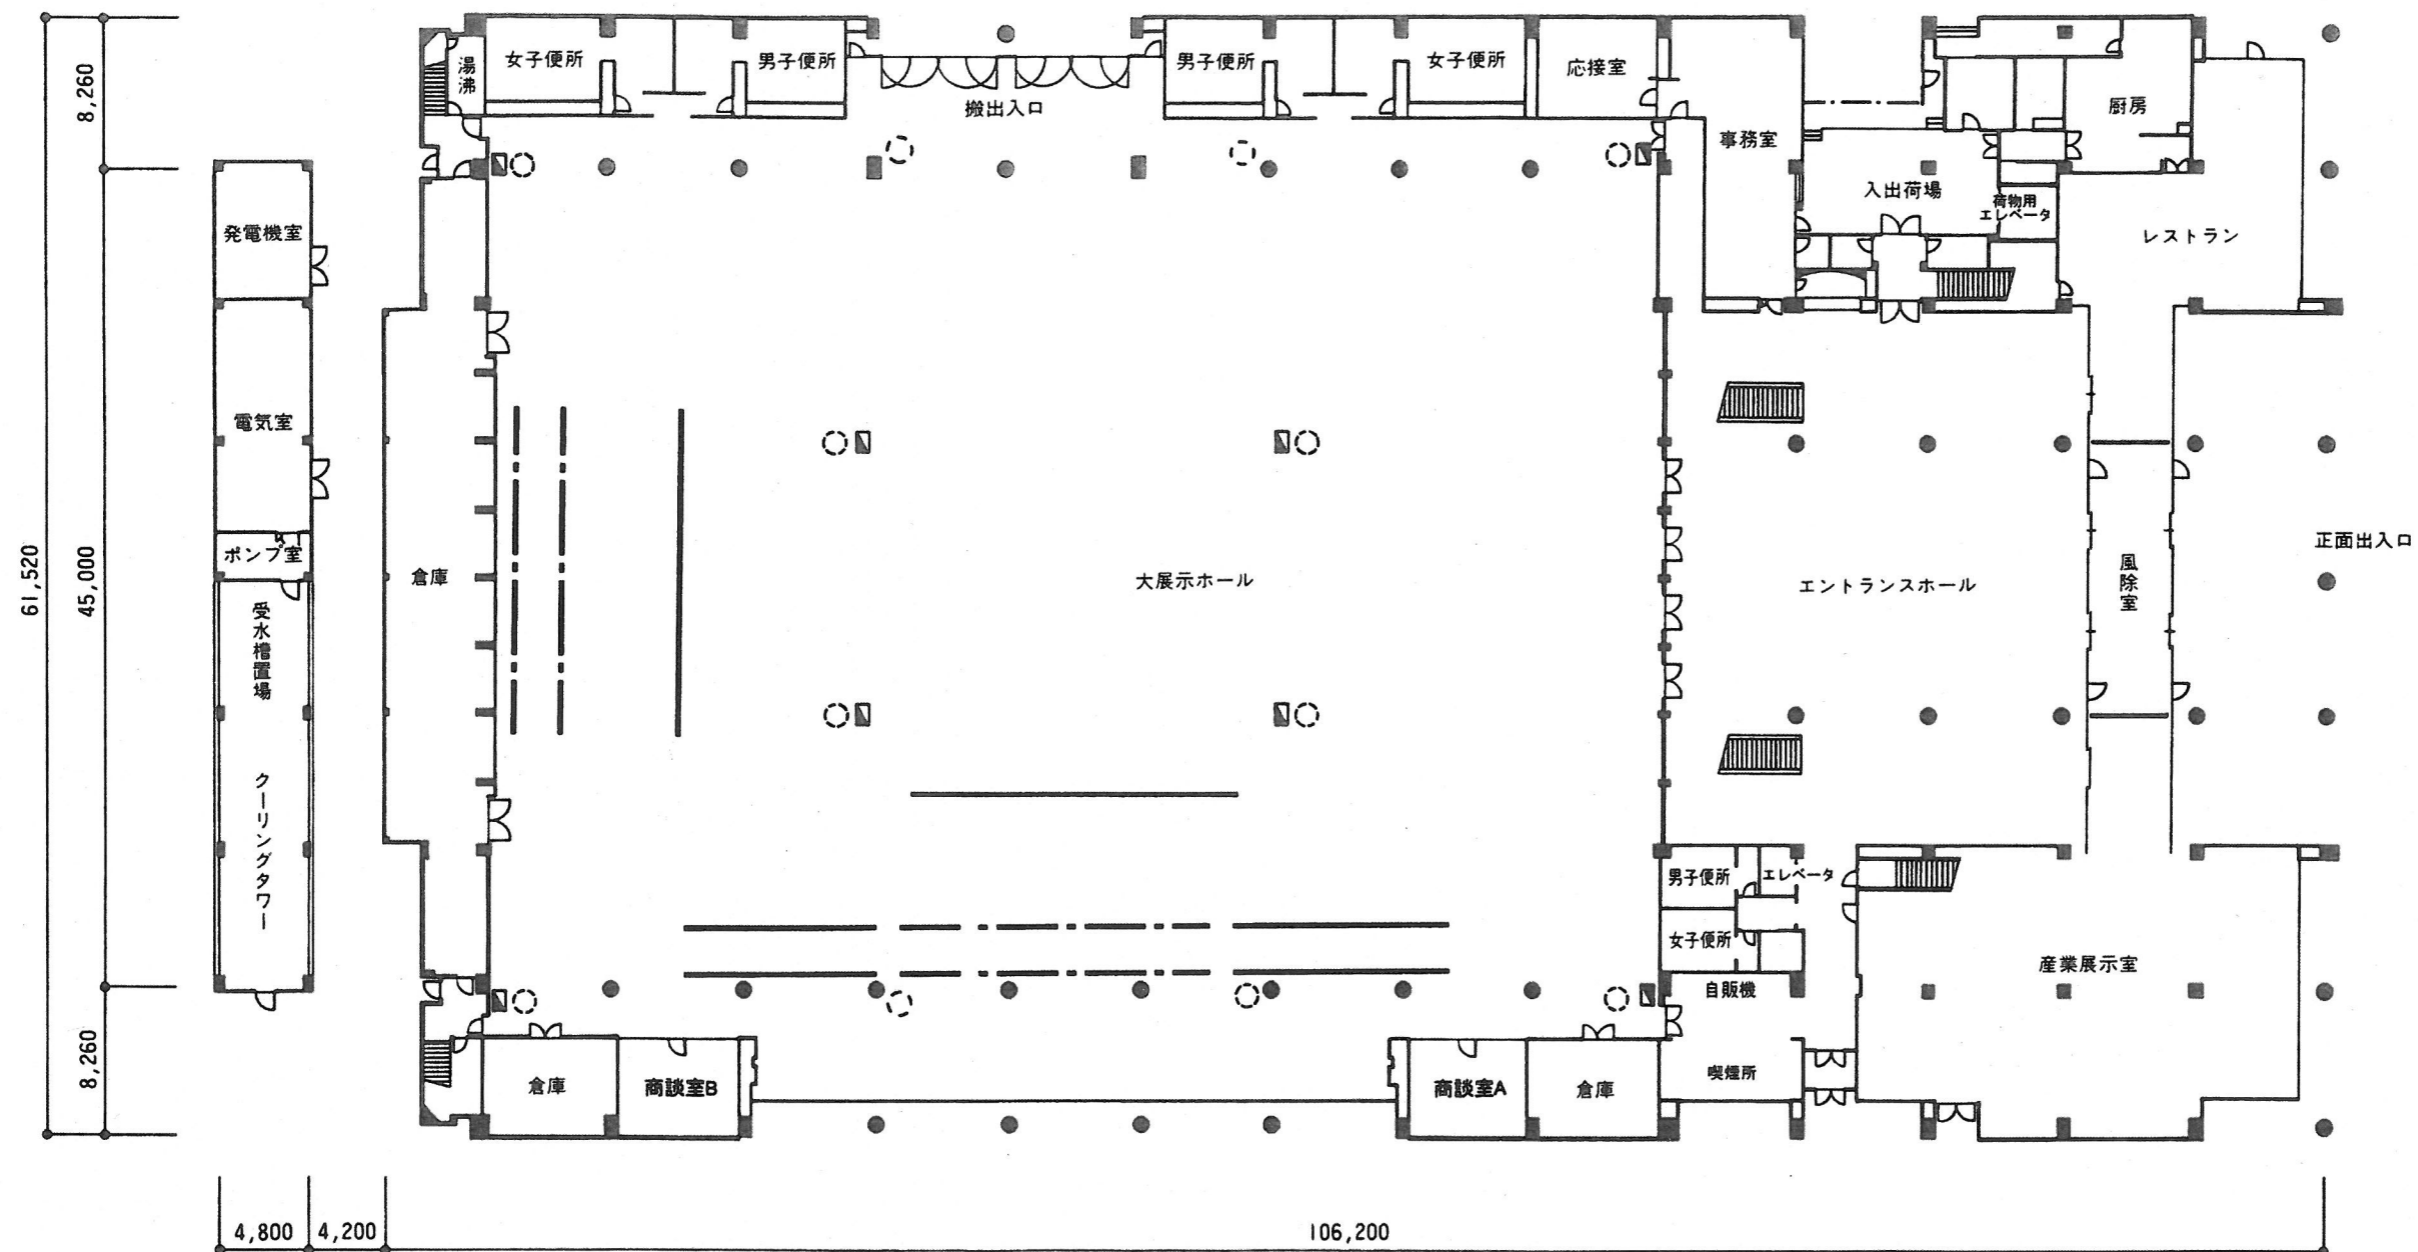 女子便所
男子便所
男子便所
女子便所
応接室
湯沸
搬出入口
厨房
事務室
入出荷場
荷物用
エレベータ
レストラン
発電機室
電気室
ポンプ室
受水槽置場
クーリングタワー
倉庫
大展示ホール
エントランスホール
風除室
正面出入口
男子便所
エレベータ
女子便所
産業展示室
自販機
喫煙所
倉庫
商談室B
商談室A
倉庫
8,260
61,520
45,000
8,260
4,800
4,200
106,200